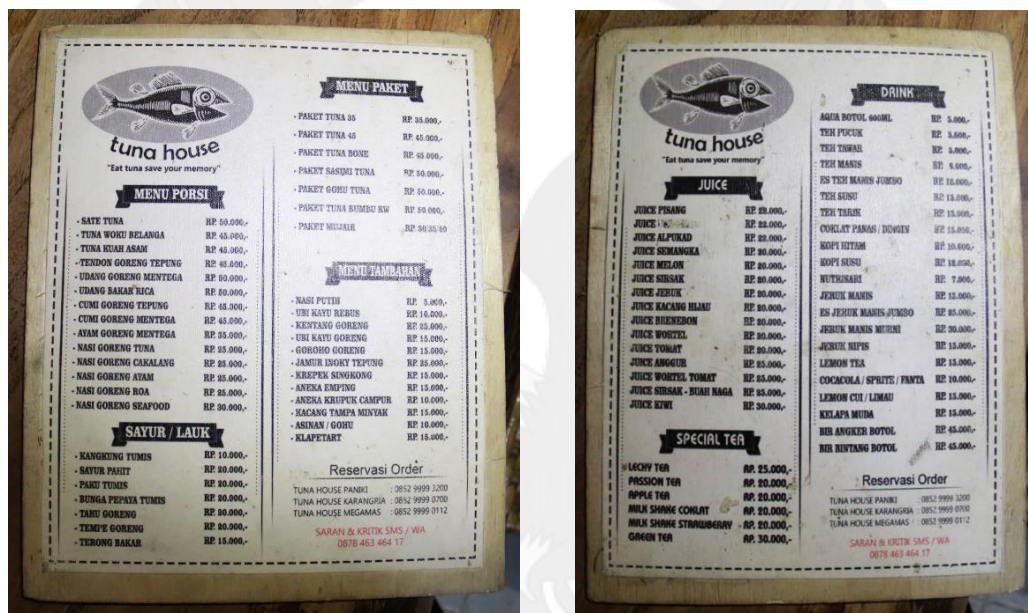 tuna house
"Eat tuna save your memory"
MENU PORSI
- SATE TUNA RP. 50.000,-
- TUNA WOKU BELANGA RP. 45.000,-
- TUNA KUAH ASAM RP. 45.000,-
- TENDON GORENG TEPUNG RP. 45.000,-
- UDANG GORENG MENTEGA RP. 50.000,-
- UDANG BAKAR RICA RP. 50.000,-
- CUMI GORENG TEPUNG RP. 45.000,-
- CUMI GORENG MENTEGA RP. 45.000,-
- AYAM GORENG MENTEGA RP. 35.000,-
- NASI GORENG TUNA RP. 25.000,-
- NASI GORENG CAKALANG RP. 25.000,-
- NASI GORENG AYAM RP. 25.000,-
- NASI GORENG ROA RP. 25.000,-
- NASI GORENG SEAFOOD RP. 30.000,-
SAYUR / LAUK
- KANGKUNG TUMIS RP. 10.000,-
- SAYUR PAHIT RP. 20.000,-
- PAKU TUMIS RP. 20.000,-
- BUNGA PEPAYA TUMIS RP. 20.000,-
- TAHU GORENG RP. 20.000,-
- TEMPE GORENG RP. 20.000,-
- TERONG BAKAR RP. 15.000,-
MENU PAKET
- PAKET TUNA 35 RP. 35.000,-
- PAKET TUNA 45 RP. 45.000,-
- PAKET TUNA BONE RP. 45.000,-
- PAKET SASIMI TUNA RP. 50.000,-
- PAKET GOHU TUNA RP. 50.000,-
- PAKET TUNA BUMBU RW RP. 50.000,-
- PAKET MUJAIR RP.
MENU TAMBAHAN
- NASI PUTIH RP. 5.000,-
- UBI KAYU REBUS RP. 10.000,-
- KENTANG GORENG RP. 25.000,-
- UBI KAYU GORENG RP. 15.000,-
- GOROHO GORENG RP. 15.000,-
- JAMUR INOKY TEPUNG RP. 25.000,-
- KREPEK SINGKONG RP. 15.000,-
- ANEKA EMPING RP. 15.000,-
- ANEKA KRUPUK CAMPUR RP. 10.000,-
- KACANG TAMPA MINYAK RP. 15.000,-
- ASINAN / GOHU RP. 10.000,-
- KLAPETART RP. 15.000,-
Reservasi Order
TUNA HOUSE PANIKI : 0852 9999 3200
TUNA HOUSE KARANGRIA : 0852 9999 0700
TUNA HOUSE MEGAMAS : 0852 9999 0112
SARAN & KRITIK SMS / WA
0878 463 464 17
tuna house
"Eat tuna save your memory"
JUICE
JUICE PISANG RP. 22.000,-
JUICE RP. 22.000,-
JUICE ALPUKAD RP. 22.000,-
JUICE SEMANGKA RP. 20.000,-
JUICE MELON RP. 20.000,-
JUICE SIRSAK RP. 20.000,-
JUICE JERUK RP. 20.000,-
JUICE KACANG HIJAU RP. 20.000,-
JUICE BRENEBON RP. 20.000,-
JUICE WORTEL RP. 20.000,-
JUICE TOMAT RP. 20.000,-
JUICE ANGGUR RP. 25.000,-
JUICE WORTEL TOMAT RP. 25.000,-
JUICE SIRSAK - BUAH NAGA RP. 25.000,-
JUICE KIWI RP. 30.000,-
SPECIAL TEA
LECHY TEA RP. 25.000,-
PASSION TEA RP. 20.000,-
APPLE TEA RP. 20.000,-
MILK SHAKE COKLAT RP. 20.000,-
MILK SHAKE STRAWBERRY RP. 20.000,-
GREEN TEA RP. 30.000,-
DRINK
AQUA BOTOL 600ML RP. 5.000,-
TEH PUCUK RP. 5.000,-
TEH TAWAR RP. 5.000,-
TEH MANIS RP.
ES TEH MANIS JUMBO RP.
TEH SUSU RP. 13.000,-
TEH TARIK RP. 15.000,-
COKLAT PANAS / DINGIN RP. 15.000,-
KOPI HITAM RP. 10.000,-
KOPI SUSU RP. 12.000,-
NUTRISARI RP. 7.000,-
JERUK MANIS RP. 15.000,-
ES JERUK MANIS JUMBO RP. 25.000,-
JERUK MANIS MURNI RP. 30.000,-
JERUK NIPIS RP. 15.000,-
LEMON TEA RP. 15.000,-
COCACOLA / SPRITE / FANTA RP. 10.000,-
LEMON CUI / LIMAU RP. 15.000,-
KELAPA MUDA RP. 15.000,-
BIR ANGKER BOTOL RP. 45.000,-
BIR BINTANG BOTOL RP. 45.000,-
Reservasi Order
TUNA HOUSE PANIKI : 0852 9999 3200
TUNA HOUSE KARANGRIA : 0852 9999 0700
TUNA HOUSE MEGAMAS : 0852 9999 0112
SARAN & KRITIK SMS / WA
0878 463 464 17